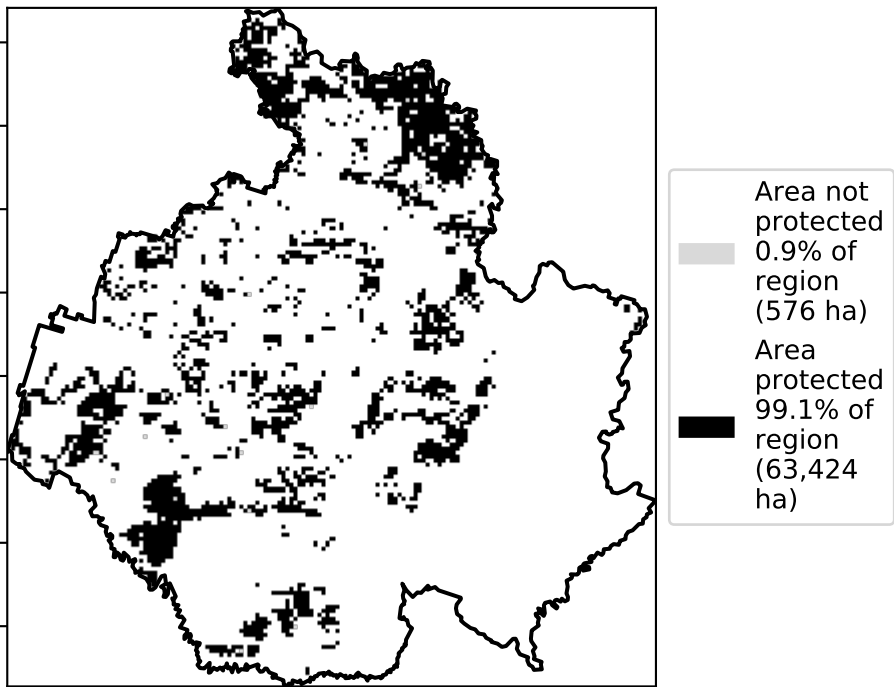 Area not
protected
0.9% of
region
(576 ha)
Area
protected
99.1% of
region
(63,424
ha)